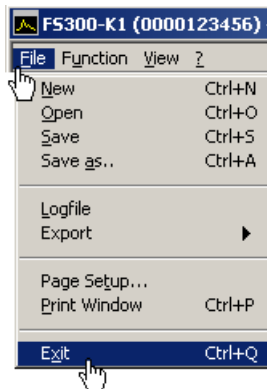 FS300-K1 (0000123456)
File Function View ?
New Ctrl+N
Open Ctrl+O
Save Ctrl+S
Save as.. Ctrl+A
Logfile
Export
Page Setup...
Print Window Ctrl+P
Exit Ctrl+Q